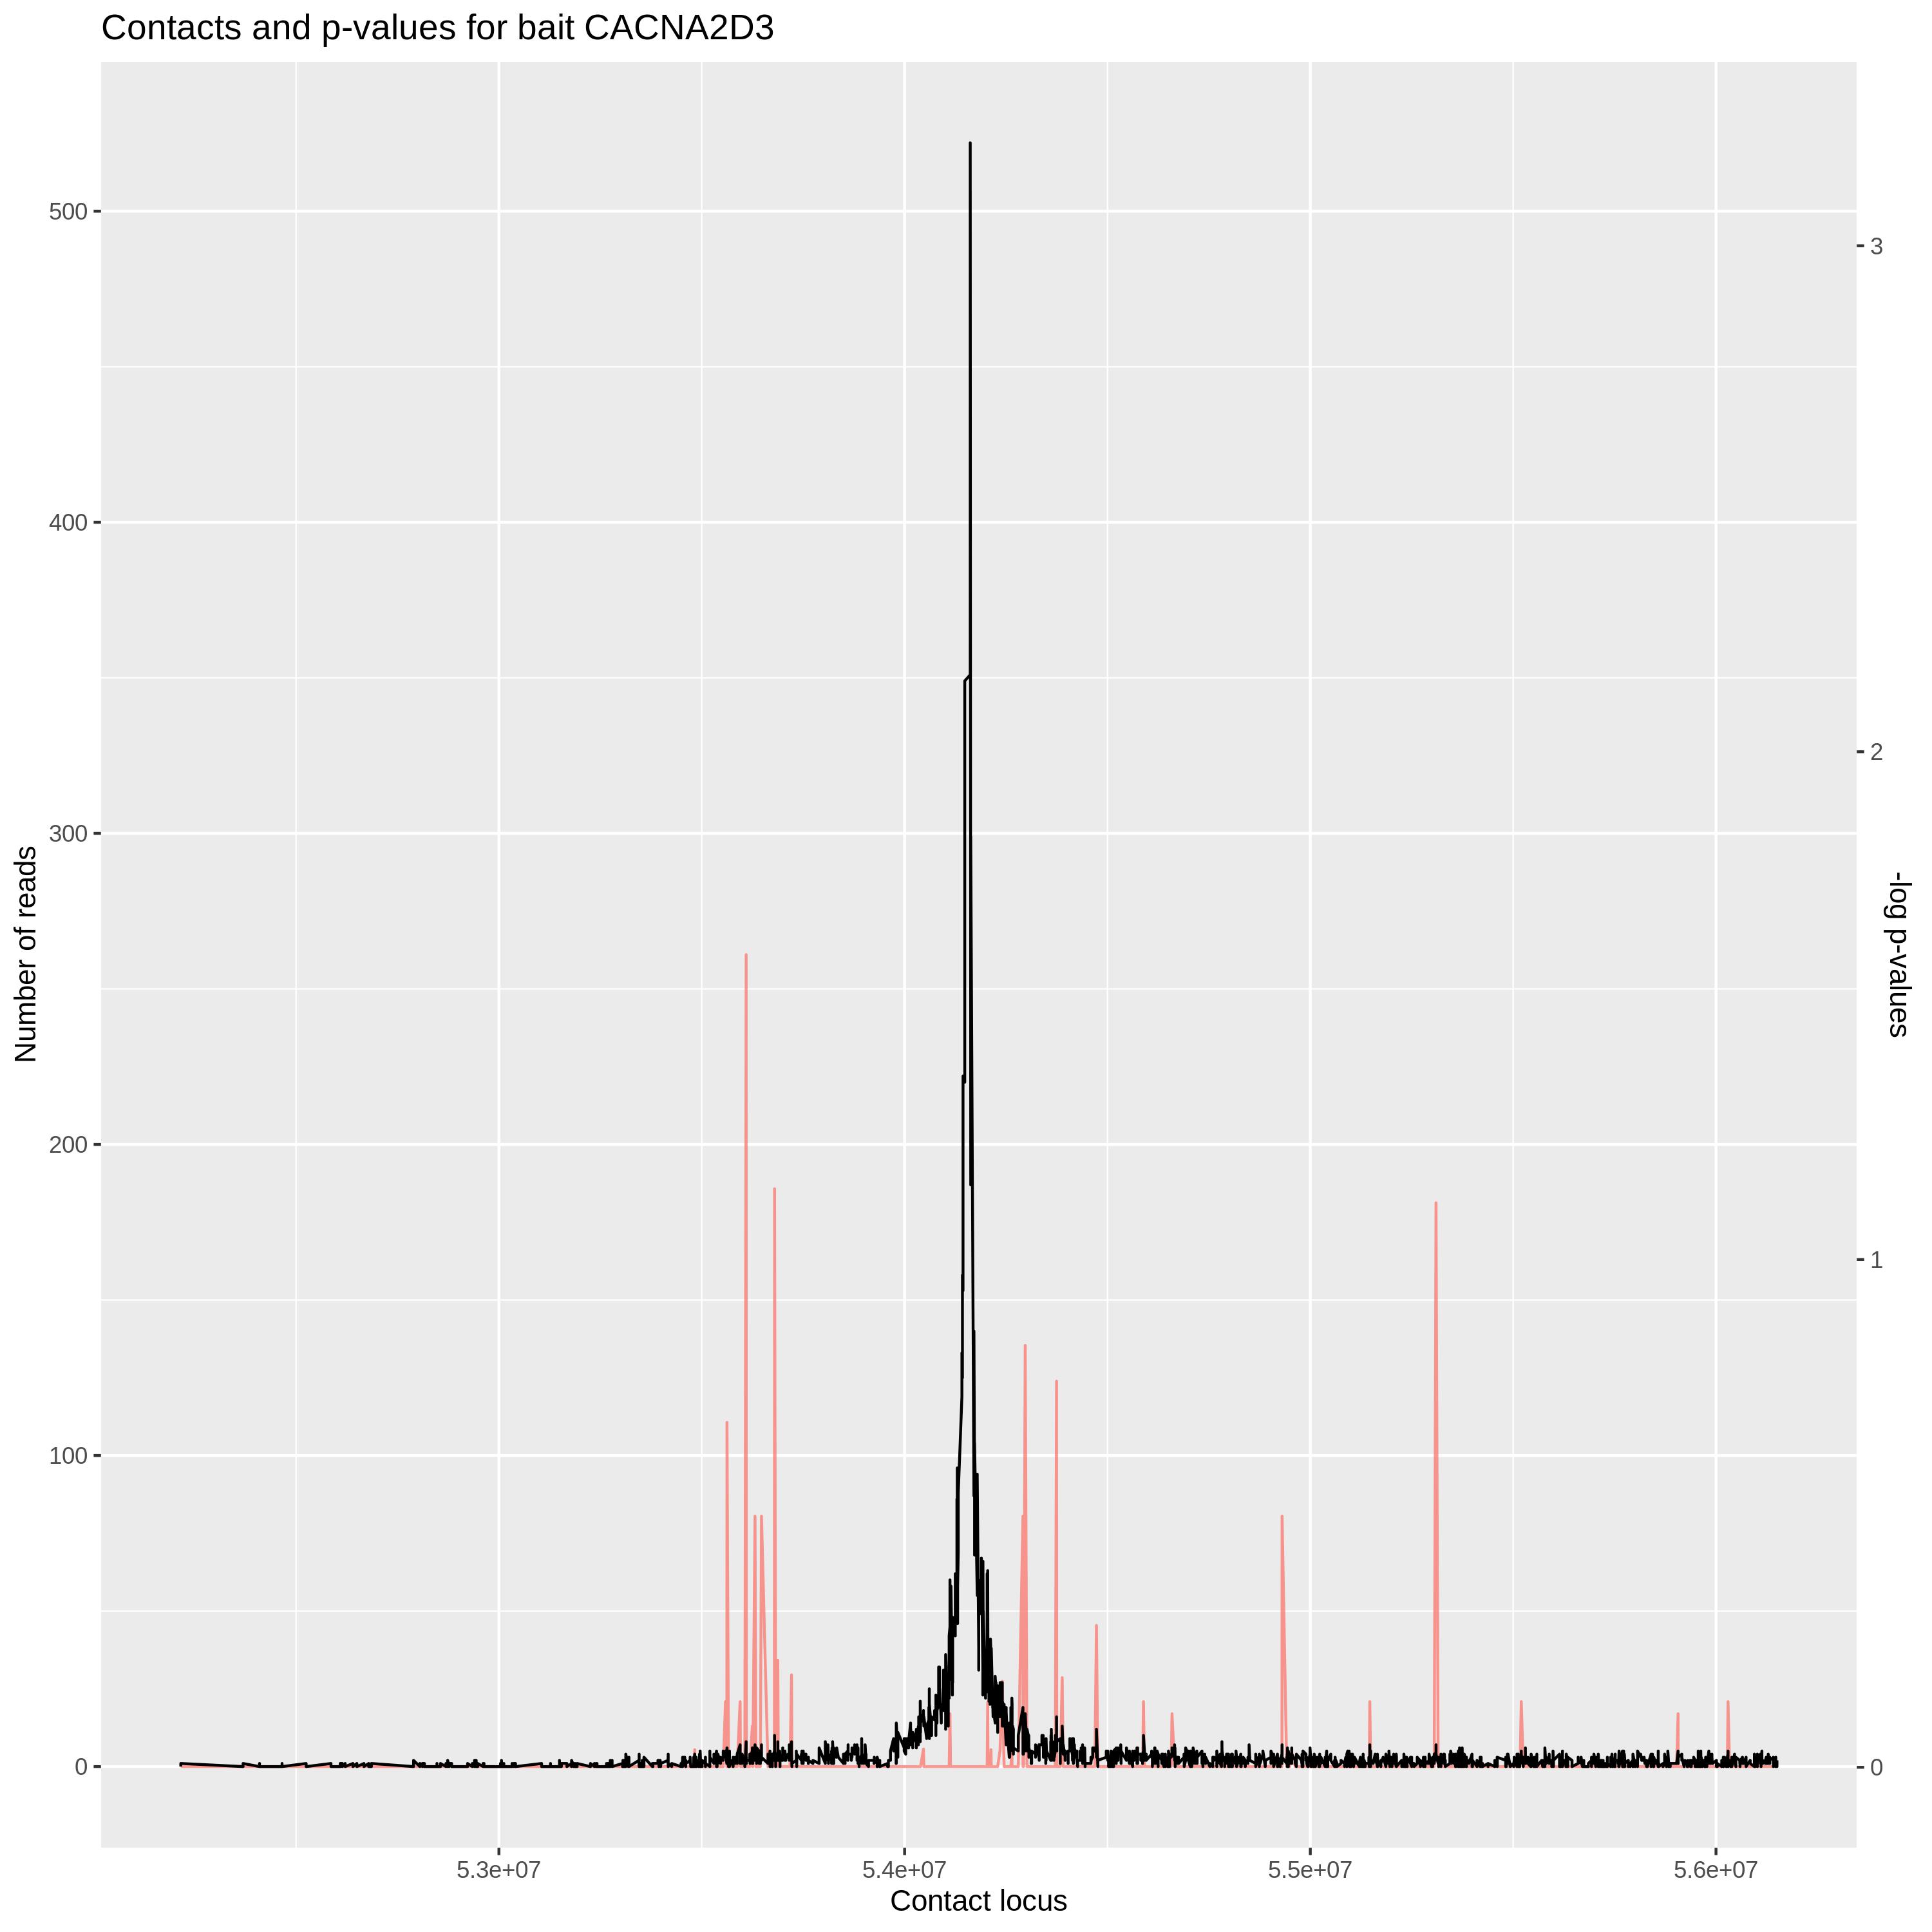 Contacts and p-values for bait CACNA2D3
500
400
300
200
100
0
Number of reads
3
2
1
0
-log p-values
5.3e+07 5.4e+07 5.5e+07 5.6e+07
Contact locus